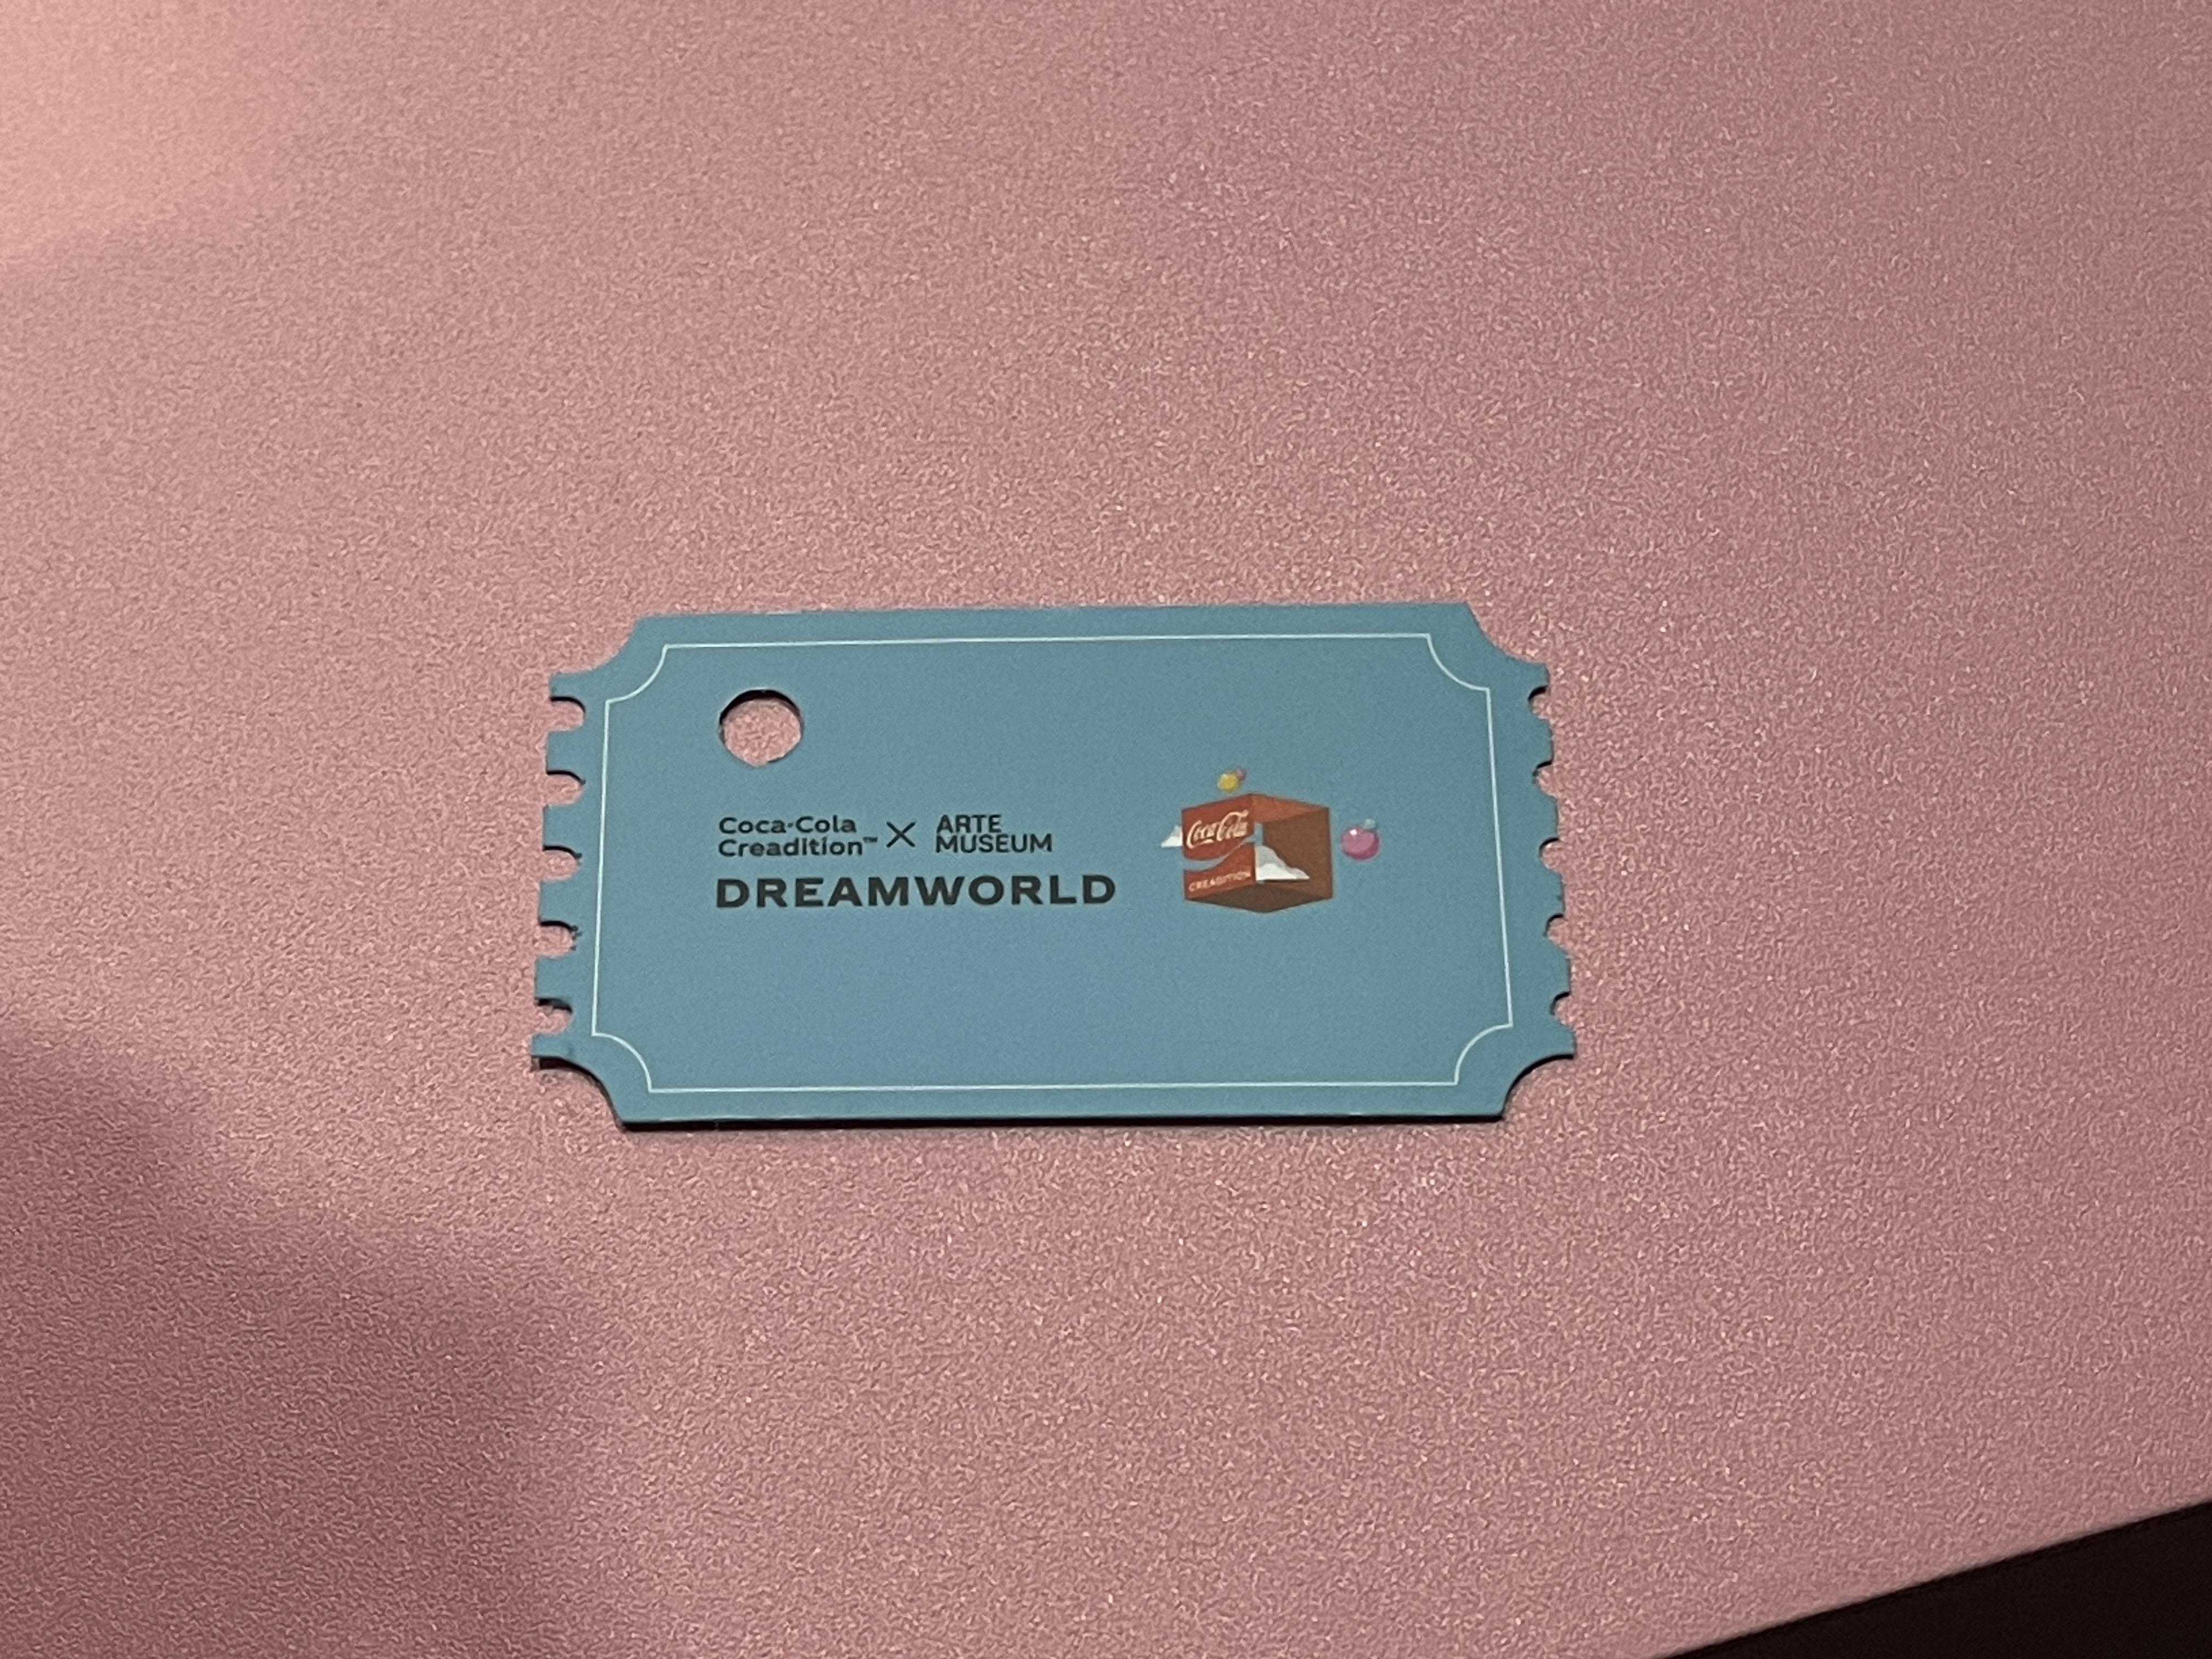 Coca-Cola
Creadition™ X ARTE
MUSEUM
DREAMWORLD
Coca-Cola
CREADITION